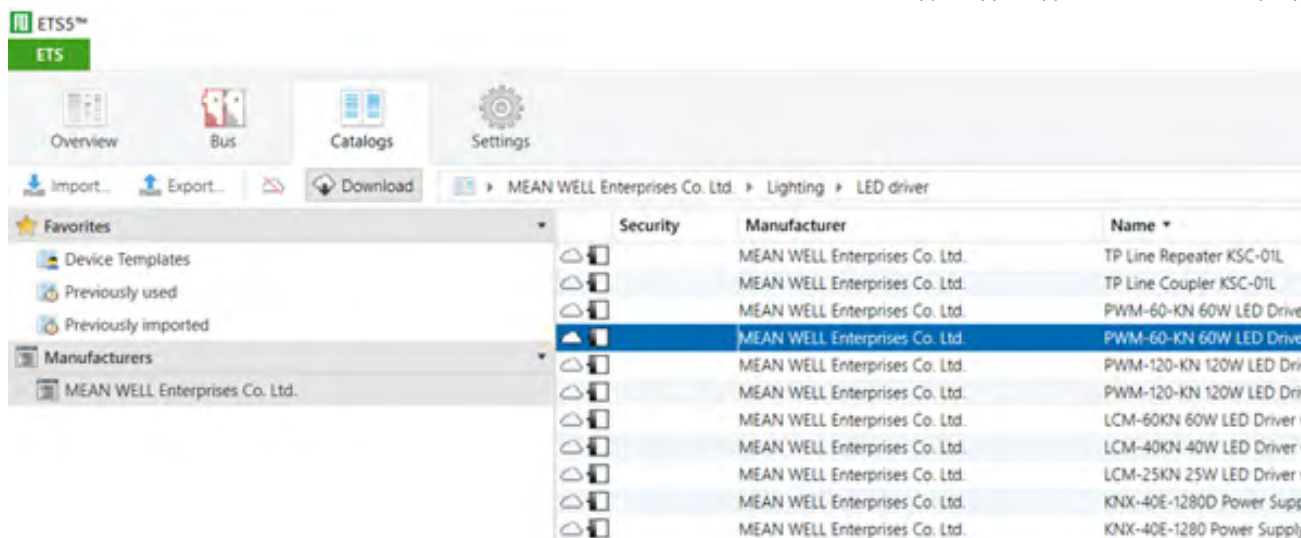 ETS5™
ETS
Overview Bus Catalogs Settings
Import... Export... Download MEAN WELL Enterprises Co. Ltd. Lighting LED driver
Favorites
Device Templates
Previously used
Previously imported
Manufacturers
MEAN WELL Enterprises Co. Ltd.
Security Manufacturer Name
MEAN WELL Enterprises Co. Ltd. TP Line Repeater KSC-01L
MEAN WELL Enterprises Co. Ltd. TP Line Coupler KSC-01L
MEAN WELL Enterprises Co. Ltd. PWM-60-KN 60W LED Drive
MEAN WELL Enterprises Co. Ltd. PWM-60-KN 60W LED Drive
MEAN WELL Enterprises Co. Ltd. PWM-120-KN 120W LED Dri
MEAN WELL Enterprises Co. Ltd. PWM-120-KN 120W LED Dri
MEAN WELL Enterprises Co. Ltd. LCM-60KN 60W LED Driver
MEAN WELL Enterprises Co. Ltd. LCM-40KN 40W LED Driver
MEAN WELL Enterprises Co. Ltd. LCM-25KN 25W LED Driver
MEAN WELL Enterprises Co. Ltd. KNX-40E-1280D Power Supp
MEAN WELL Enterprises Co. Ltd. KNX-40E-1280 Power Supply